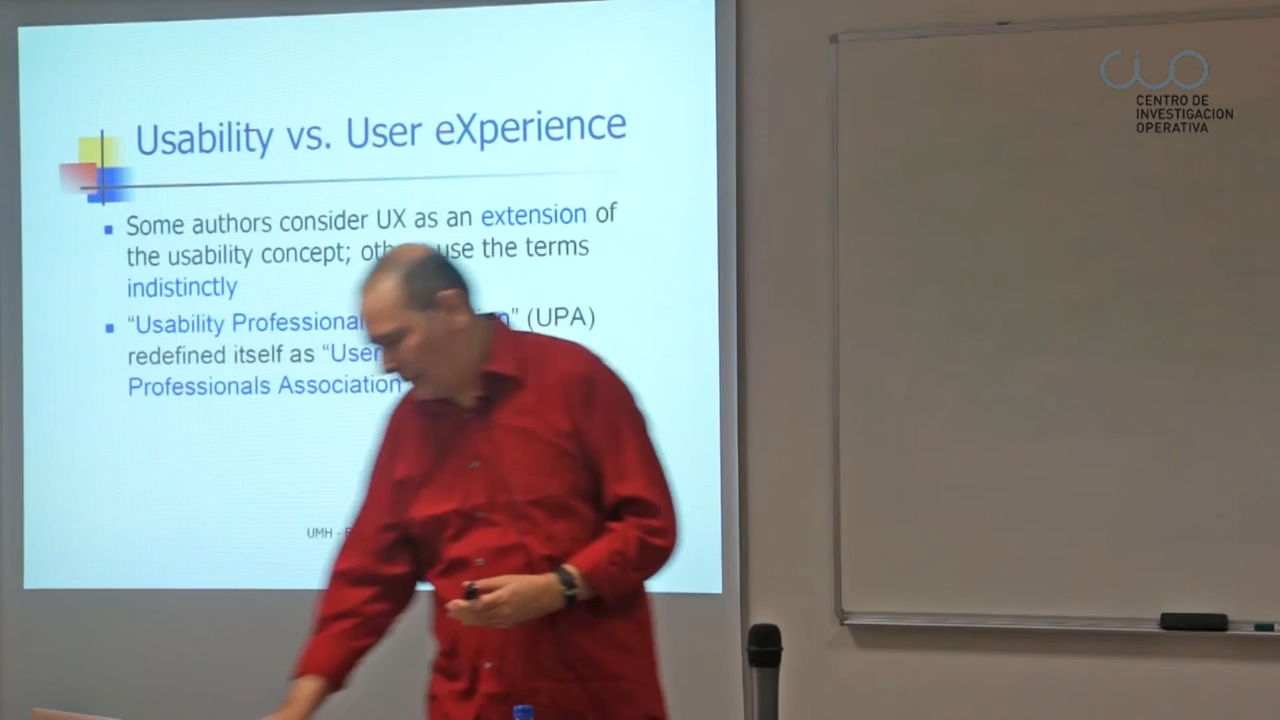 Usability vs. User eXperience
Some authors consider UX as an extension of
the usability concept; use the terms
indistinctly
“Usability Professional ” (UPA)
redefined itself as “User
Professionals Association
UMH -
CIO
CENTRO DE
INVESTIGACION
OPERATIVA